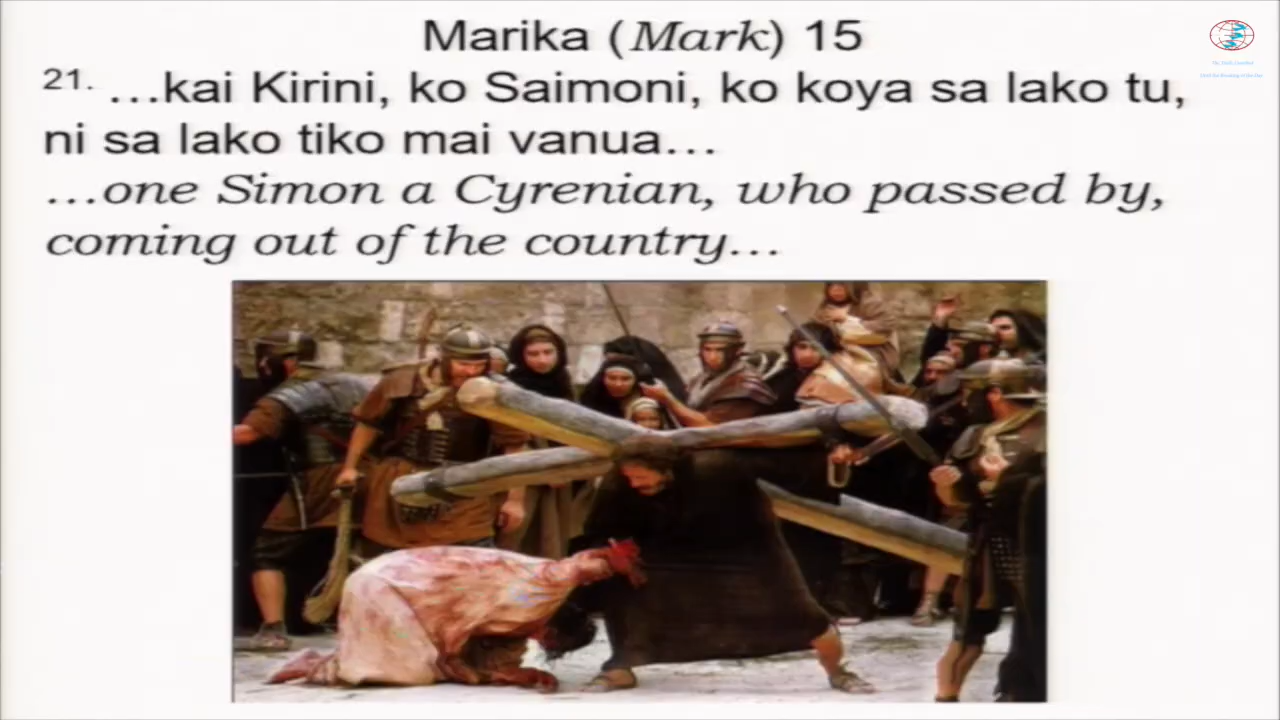 Marika (Mark) 15
21. …kai Kirini, ko Saimoni, ko koya sa lako tu,
ni sa lako tiko mai vanua…
…one Simon a Cyrenian, who passed by,
coming out of the country…